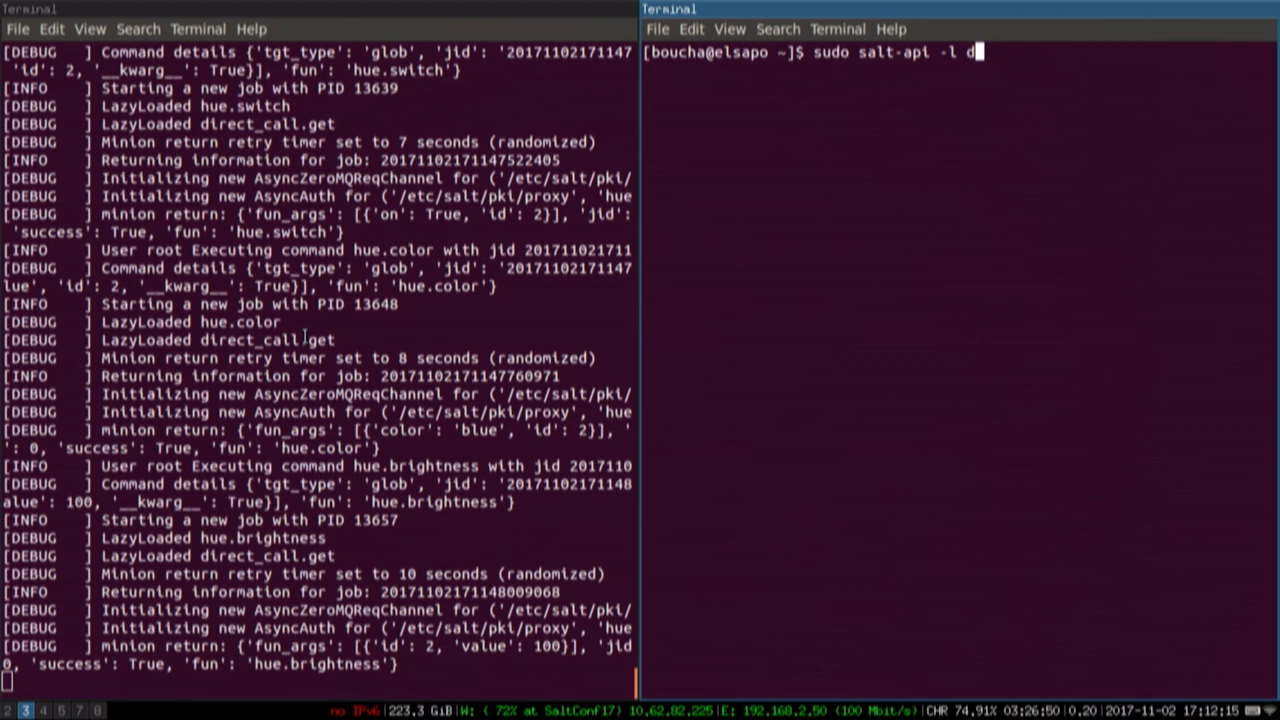 Terminal
File Edit View Search Terminal Help
[DEBUG   ] Command details {'tgt_type': 'glob', 'jid': '20171102171147
 'id': 2, '__kwarg__': True}], 'fun': 'hue.switch'}
[INFO    ] Starting a new job with PID 13639
[DEBUG   ] LazyLoaded hue.switch
[DEBUG   ] LazyLoaded direct_call.get
[DEBUG   ] Minion return retry timer set to 7 seconds (randomized)
[INFO    ] Returning information for job: 20171102171147522405
[DEBUG   ] Initializing new AsyncZeroMQReqChannel for ('/etc/salt/pki/
[DEBUG   ] Initializing new AsyncAuth for ('/etc/salt/pki/proxy', 'hue
[DEBUG   ] minion return: {'fun_args': [{'on': True, 'id': 2}], 'jid':
 'success': True, 'fun': 'hue.switch'}
[INFO    ] User root Executing command hue.color with jid 201711021711
[DEBUG   ] Command details {'tgt_type': 'glob', 'jid': '20171102171147
lue', 'id': 2, '__kwarg__': True}], 'fun': 'hue.color'}
[INFO    ] Starting a new job with PID 13648
[DEBUG   ] LazyLoaded hue.color
[DEBUG   ] LazyLoaded direct_call.get
[DEBUG   ] Minion return retry timer set to 8 seconds (randomized)
[INFO    ] Returning information for job: 20171102171147760971
[DEBUG   ] Initializing new AsyncZeroMQReqChannel for ('/etc/salt/pki/
[DEBUG   ] Initializing new AsyncAuth for ('/etc/salt/pki/proxy', 'hue
[DEBUG   ] minion return: {'fun_args': [{'color': 'blue', 'id': 2}], '
': 0, 'success': True, 'fun': 'hue.color'}
[INFO    ] User root Executing command hue.brightness with jid 2017110
[DEBUG   ] Command details {'tgt_type': 'glob', 'jid': '20171102171148
alue': 100, '__kwarg__': True}], 'fun': 'hue.brightness'}
[INFO    ] Starting a new job with PID 13657
[DEBUG   ] LazyLoaded hue.brightness
[DEBUG   ] LazyLoaded direct_call.get
[DEBUG   ] Minion return retry timer set to 10 seconds (randomized)
[INFO    ] Returning information for job: 20171102171148009068
[DEBUG   ] Initializing new AsyncZeroMQReqChannel for ('/etc/salt/pki/
[DEBUG   ] Initializing new AsyncAuth for ('/etc/salt/pki/proxy', 'hue
[DEBUG   ] minion return: {'fun_args': [{'id': 2, 'value': 100}], 'jid
0, 'success': True, 'fun': 'hue.brightness'}
Terminal
File Edit View Search Terminal Help
[boucha@elsapo ~]$ sudo salt-api -l d
2 3 4 5 7 8
no IPv6|223,3 GiB|W: ( 72% at SaltConf17) 10,62,82,225|E: 192,168,2,50 (100 Mbit/s)|CHR 74,91% 03:26:50|0,20|2017-11-02 17:12:15